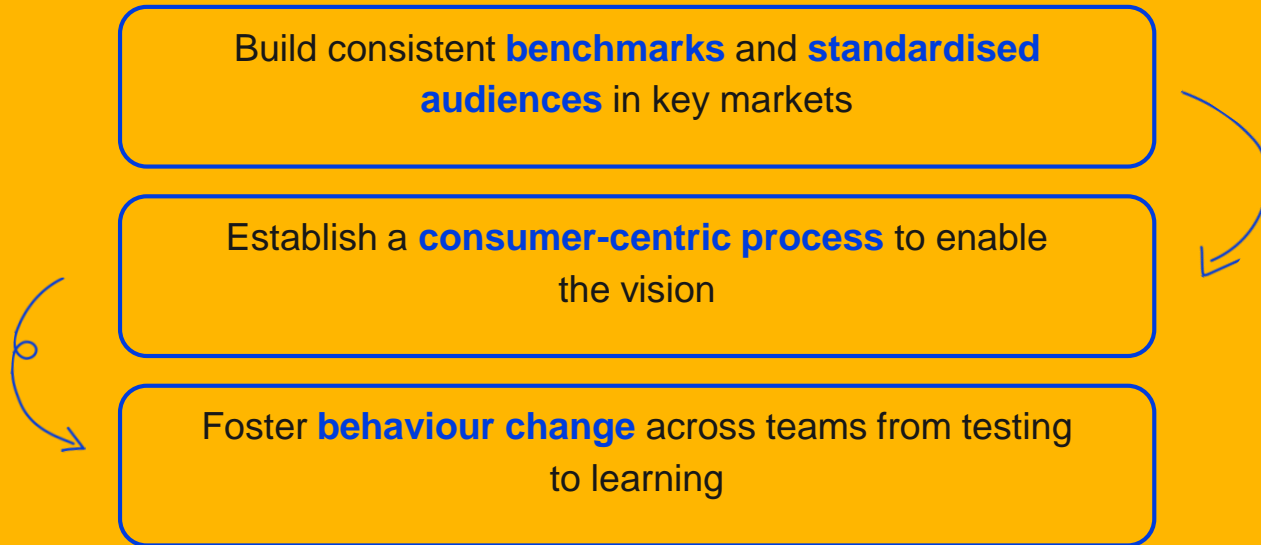 Build consistent benchmarks and standardised
audiences in key markets
Establish a consumer-centric process to enable
the vision
Foster behaviour change across teams from testing
to learning